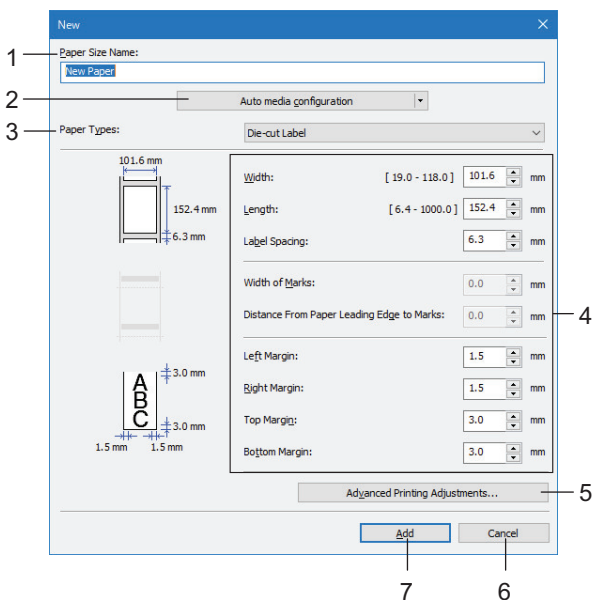 New
1 Paper Size Name:
New Paper
2 Auto media configuration
3 Paper Types: Die-cut Label
101.6 mm
152.4 mm
6.3 mm
Width: [ 19.0 - 118.0 ] 101.6 mm
Length: [ 6.4 - 1000.0 ] 152.4 mm
Label Spacing: 6.3 mm
Width of Marks: 0.0 mm
Distance From Paper Leading Edge to Marks: 0.0 mm
4
3.0 mm
A
B
C
3.0 mm
1.5 mm 1.5 mm
Left Margin: 1.5 mm
Right Margin: 1.5 mm
Top Margin: 3.0 mm
Bottom Margin: 3.0 mm
Advanced Printing Adjustments... 5
Add Cancel
7 6